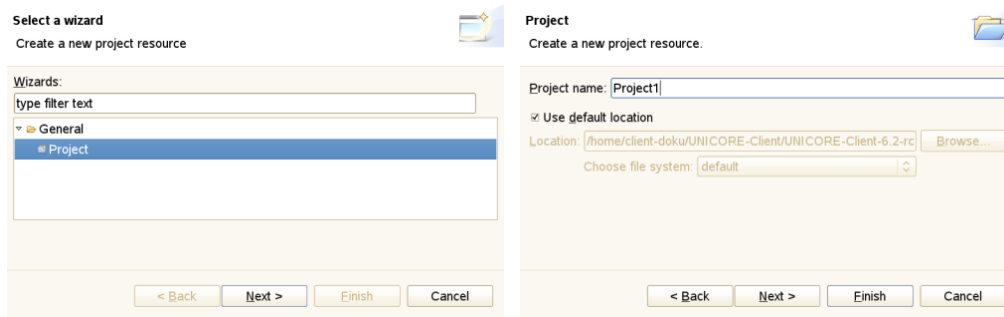 Select a wizard
Create a new project resource
Wizards:
type filter text
General
Project
< Back Next > Finish Cancel
Project
Create a new project resource.
Project name: Project1
Use default location
Location: /home/client-doku/UNICORE-Client/UNICORE-Client-6.2-rc Browse...
Choose file system: default
< Back Next > Finish Cancel